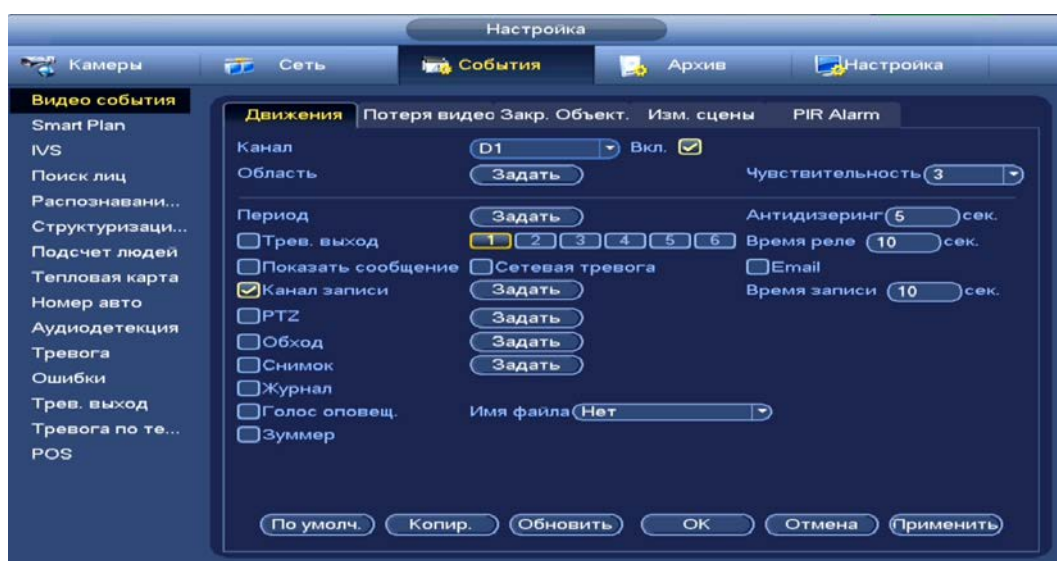 Настройка
Камеры Сеть События Архив Настройка
Видео события
Smart Plan
IVS
Поиск лиц
Распознавани...
Структуризаци...
Подсчет людей
Тепловая карта
Номер авто
Аудиодетекция
Тревога
Ошибки
Трев. выход
Тревога по те...
POS
Движения Потеря видео Закр. Объект. Изм. сцены PIR Alarm
Канал D1 Вкл.
Область Задать Чувствительность 3
Период Задать Антидизеринг 5 сек.
Трев. выход 1 2 3 4 5 6 Время реле 10 сек.
Показать сообщение Сетевая тревога Email
Канал записи Задать Время записи 10 сек.
PTZ Задать
Обход Задать
Снимок Задать
Журнал
Голос оповещ. Имя файла Нет
Зуммер
По умолч. Копир. Обновить OK Отмена Применить